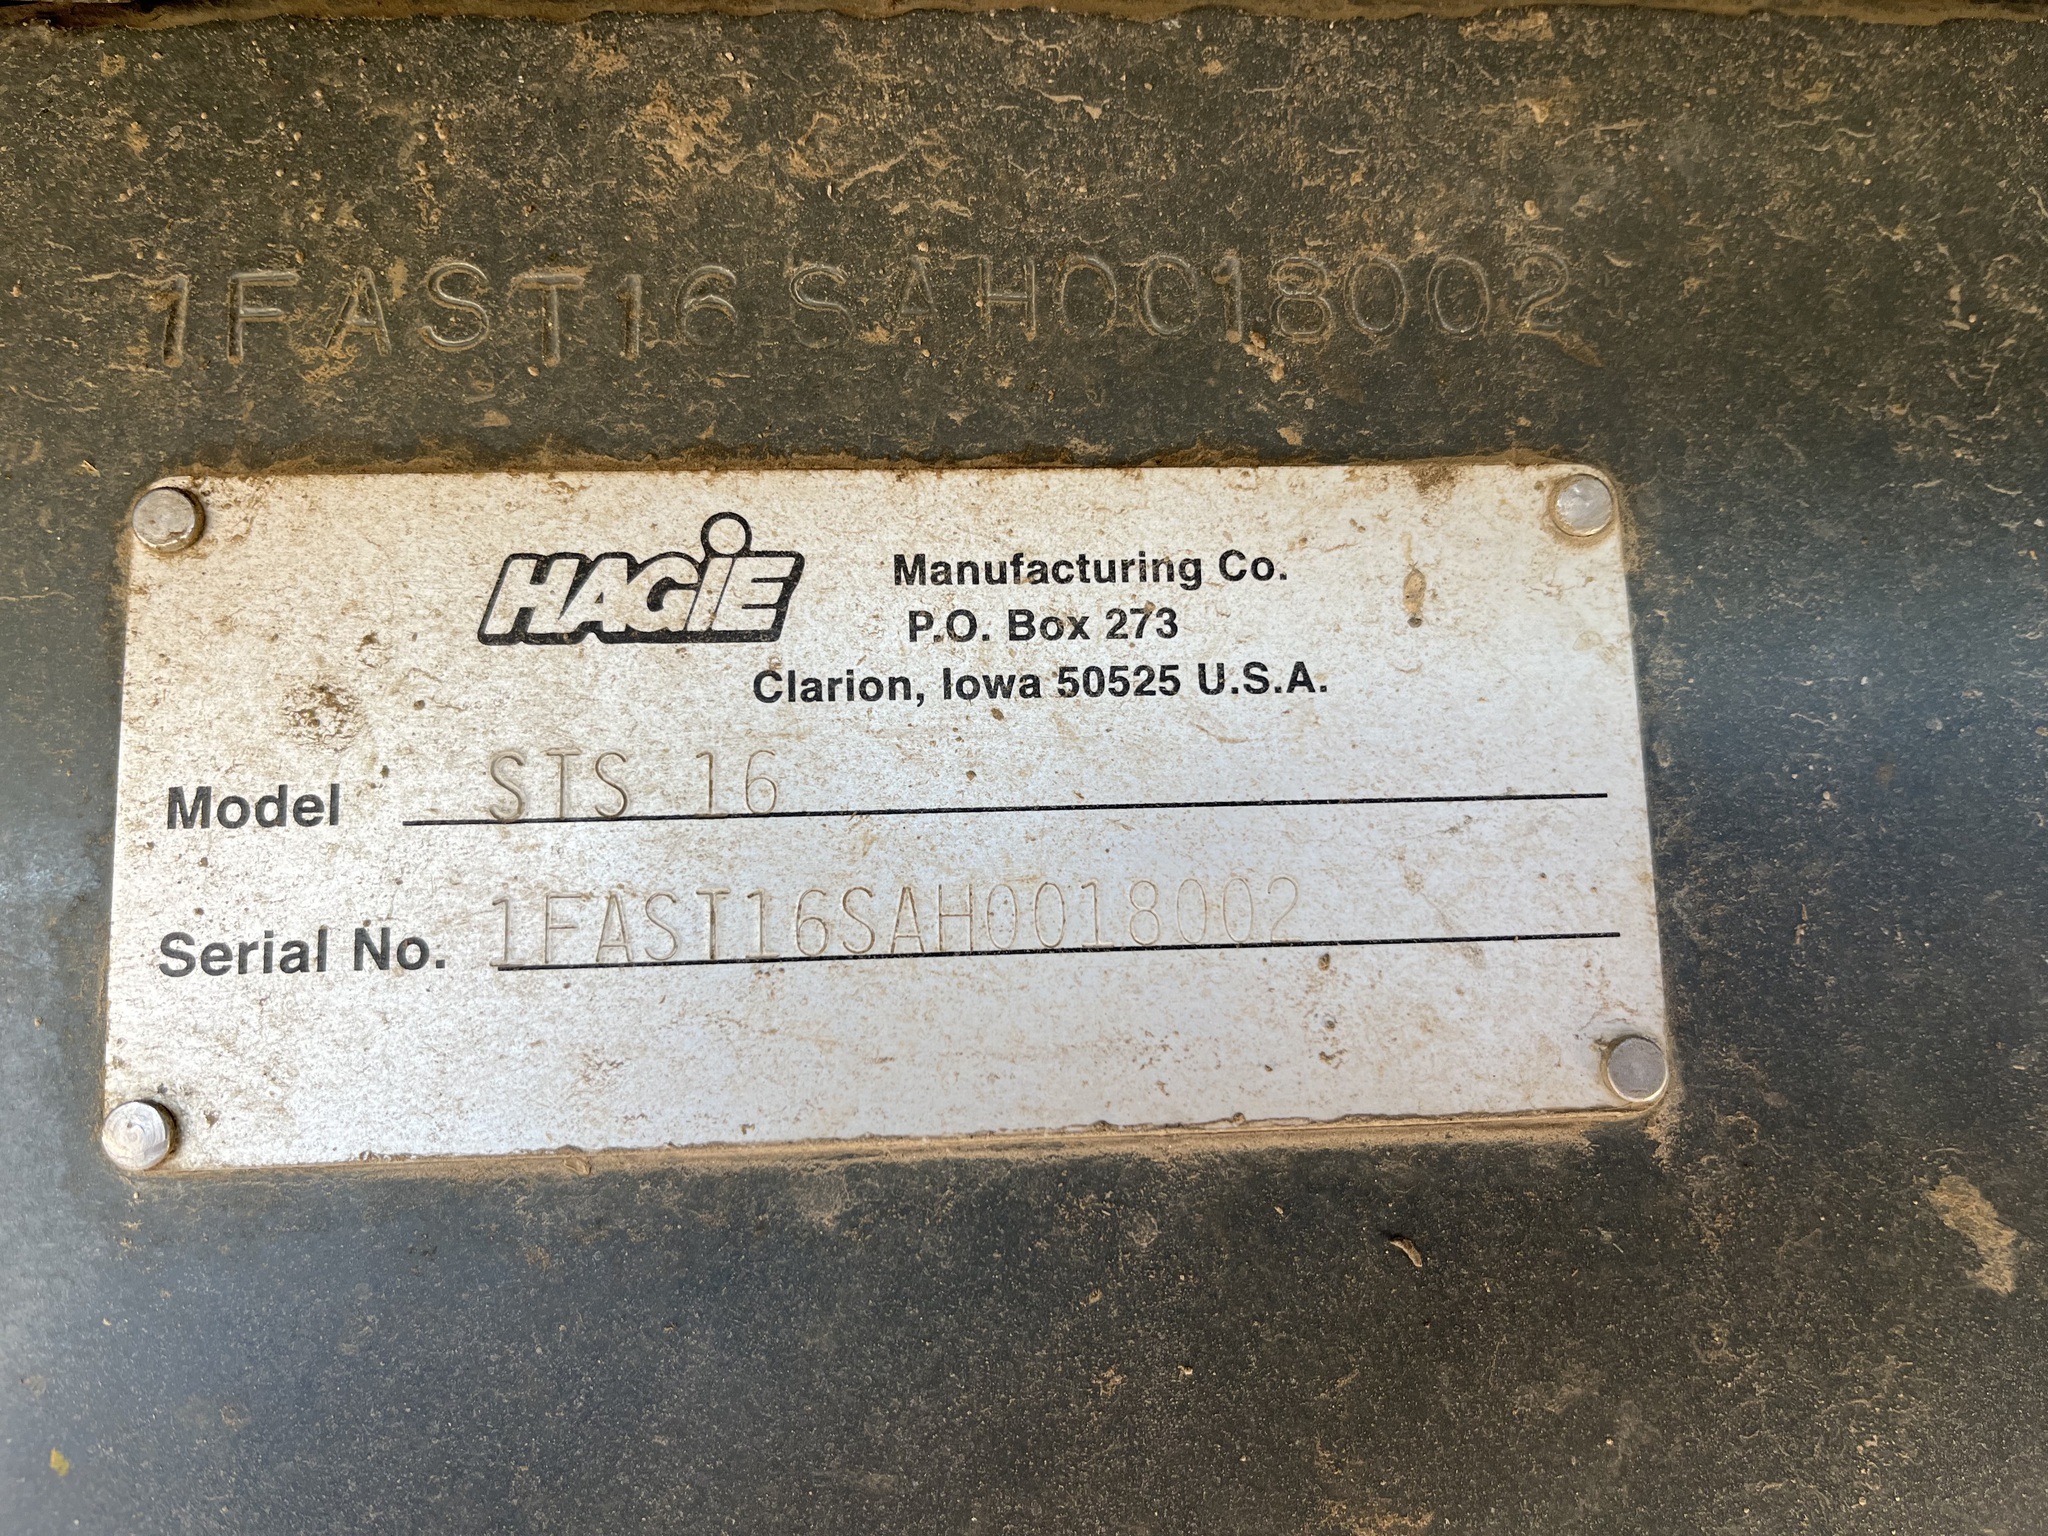 1FAST16SAH0018002
HAGiE Manufacturing Co.
P.O. Box 273
Clarion, Iowa 50525 U.S.A.
Model STS 16
Serial No. 1FAST16SAH0018002